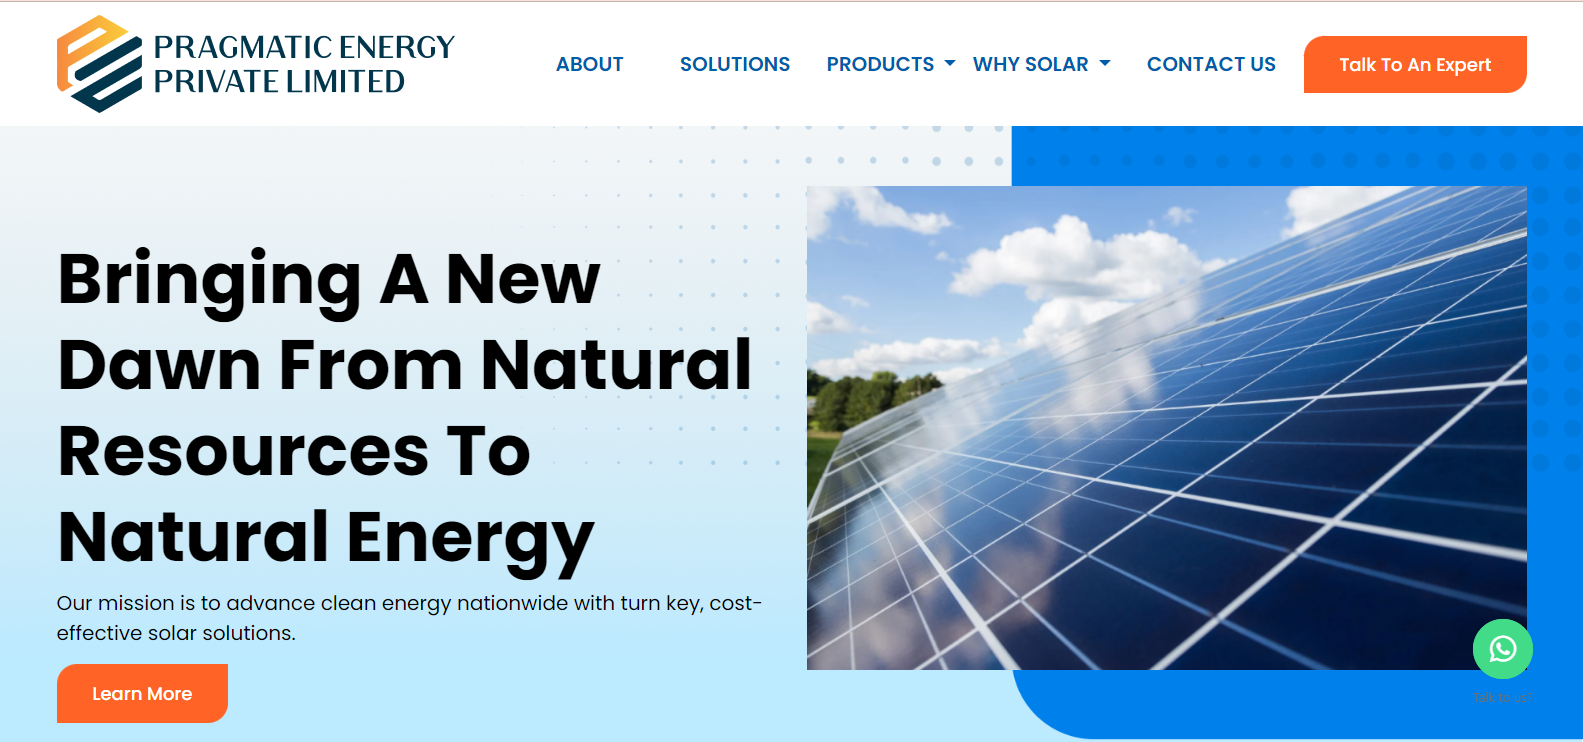 PRAGMATIC ENERGY
PRIVATE LIMITED
ABOUT
SOLUTIONS
PRODUCTS
WHY SOLAR
CONTACT US
Talk To An Expert
Bringing A New
Dawn From Natural
Resources To
Natural Energy
Our mission is to advance clean energy nationwide with turn key, cost-
effective solar solutions.
Learn More
Talk to us?